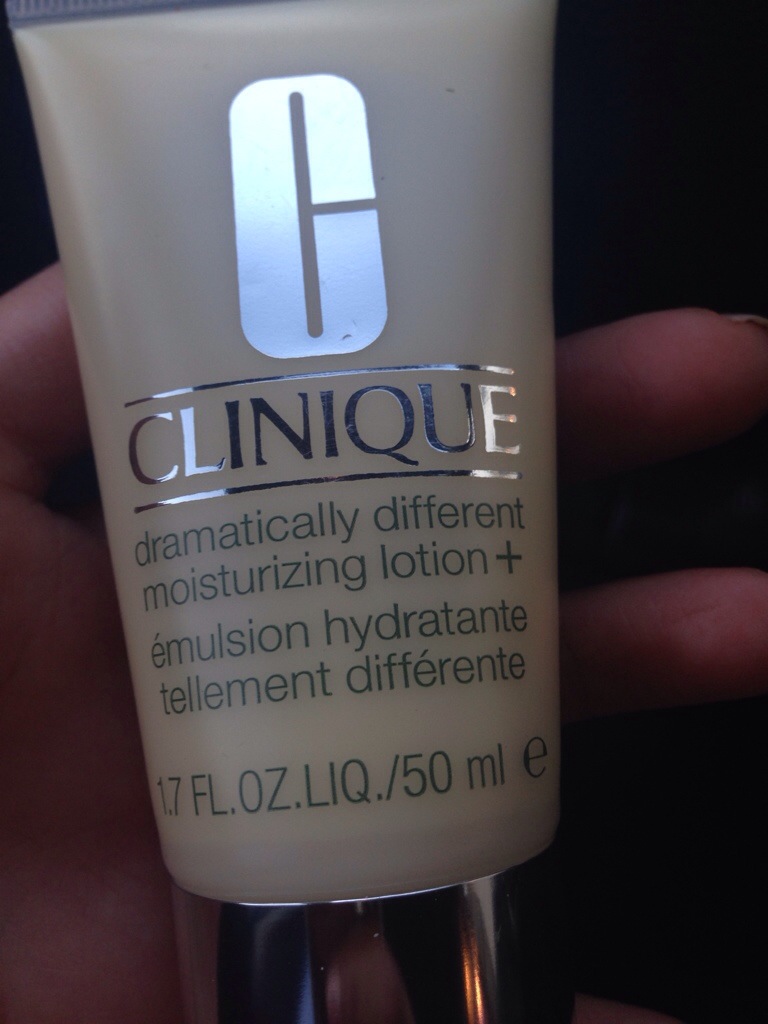 C
CLINIQUE
dramatically different
moisturizing lotion+
émulsion hydratante
tellement différente
1.7 FL.OZ.LIQ./50 ml e